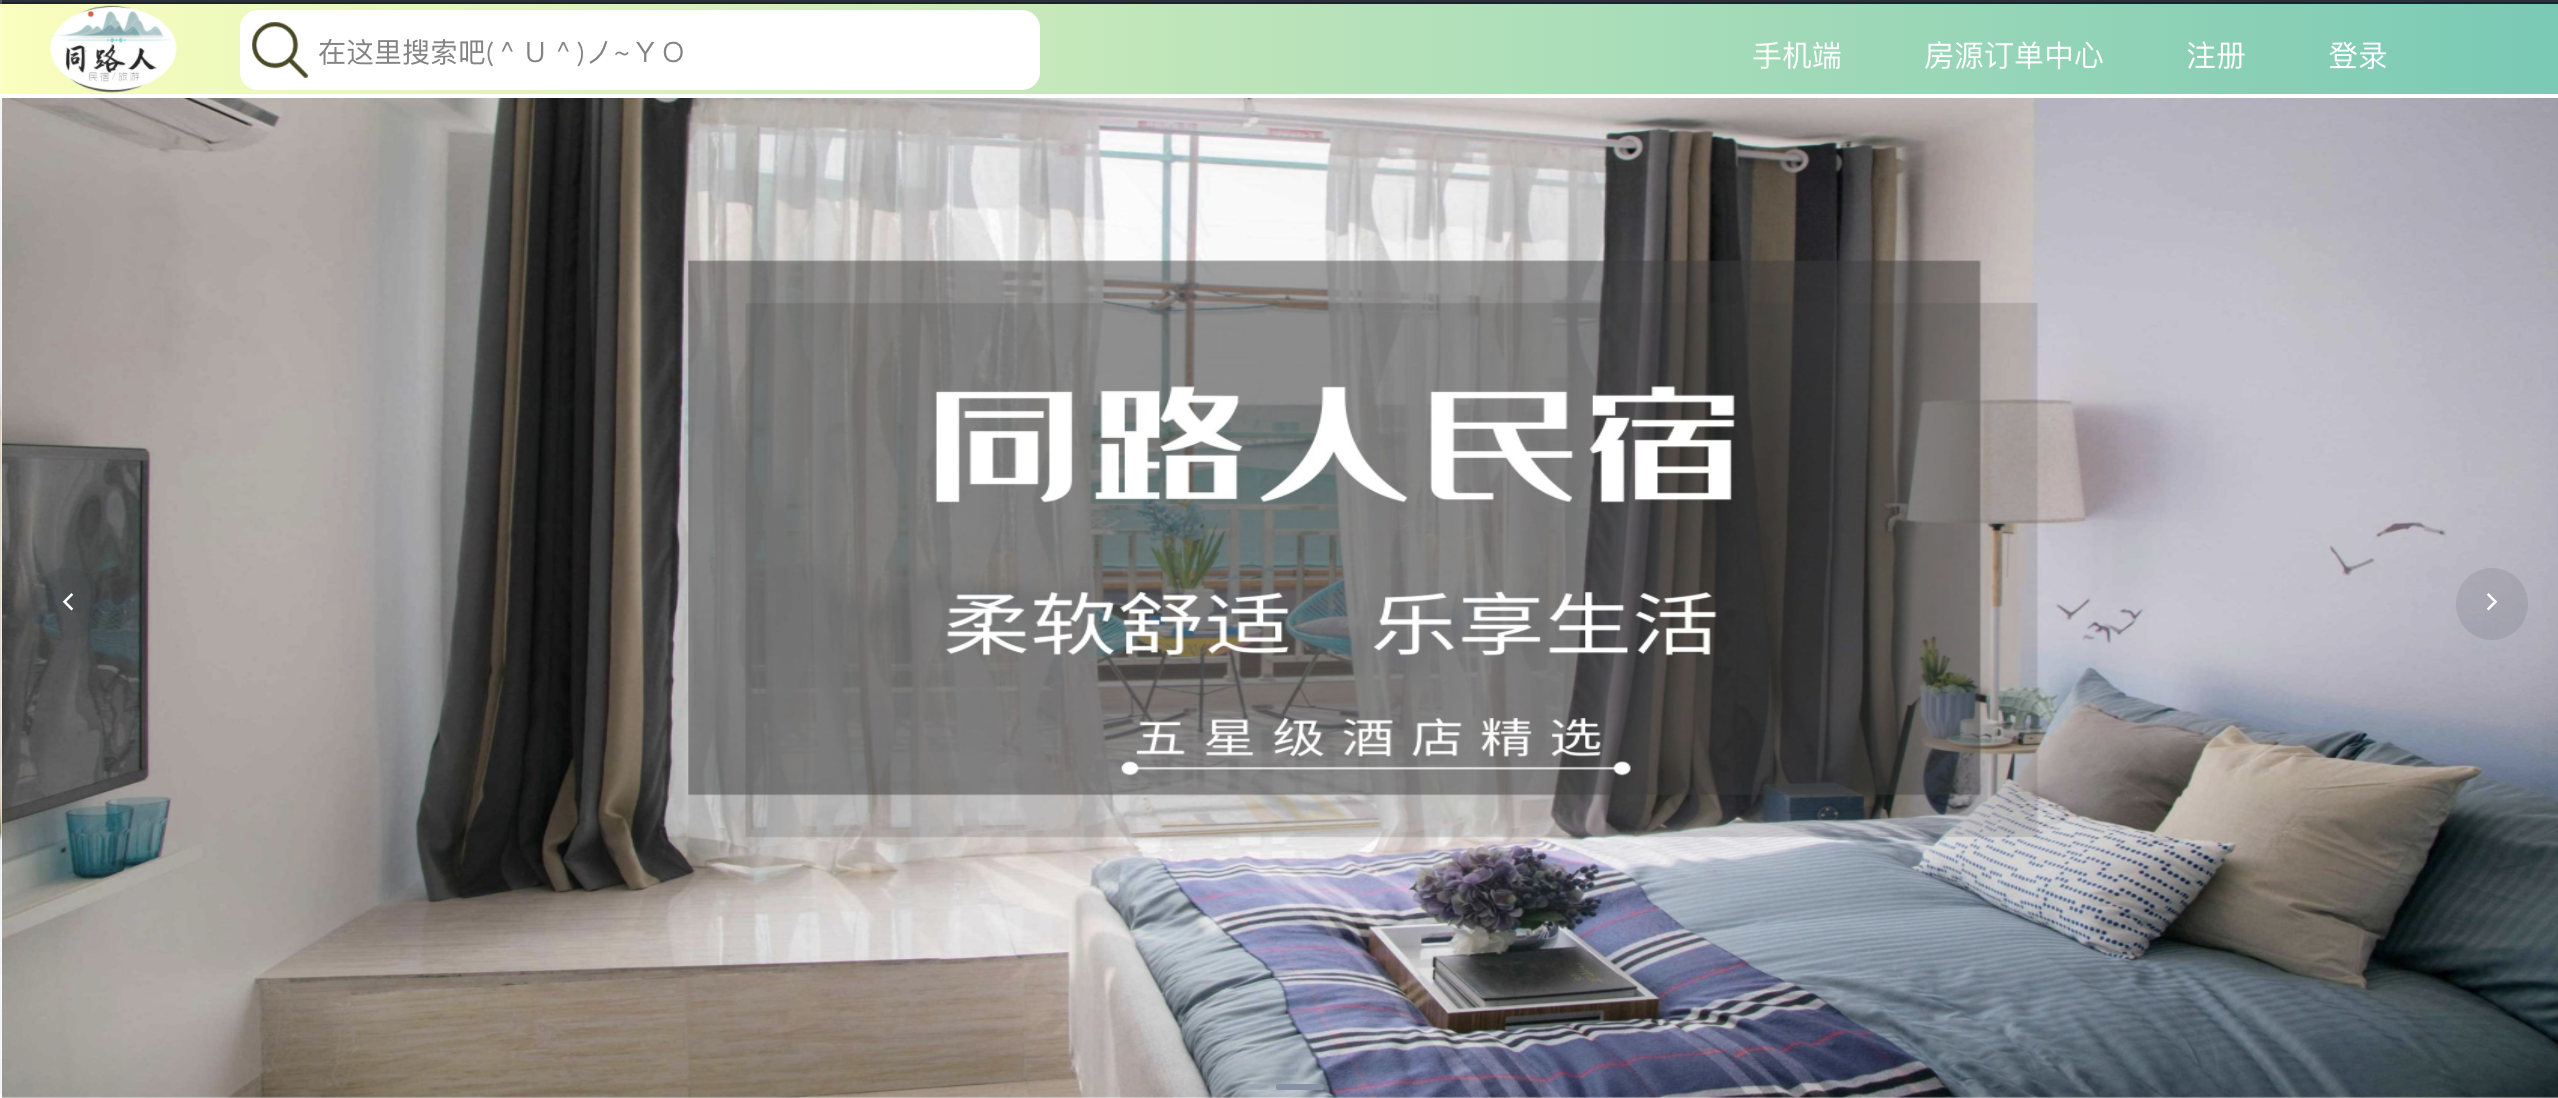 同路人
民宿/旅游
在这里搜索吧(＾Ｕ＾)ノ~ＹＯ
手机端
房源订单中心
注册
登录
同路人民宿
柔软舒适 乐享生活
五星级酒店精选